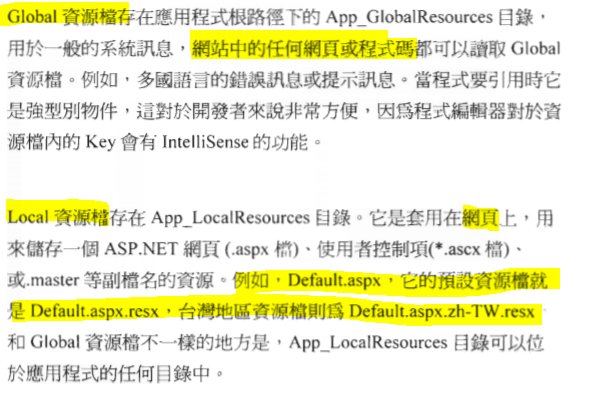 Global 資源檔存在應用程式根路徑下的 App_GlobalResources 目錄，
用於一般的系統訊息，網站中的任何網頁或程式碼都可以讀取 Global
資源檔。例如，多國語言的錯誤訊息或提示訊息。當程式要引用時它
是強型別物件，這對於開發者來說非常方便，因爲程式編輯器對於資
源檔內的 Key 會有 IntelliSense 的功能。
Local 資源檔存在 App_LocalResources 目錄。它是套用在網頁上，用
來儲存一個 ASP.NET 網頁 (.aspx 檔)、使用者控制項(*.ascx 檔)、
或.master 等副檔名的資源。例如，Default.aspx，它的預設資源檔就
是 Default.aspx.resx，台灣地區資源檔則爲 Default.aspx.zh-TW.resx
和 Global 資源檔不一樣的地方是，App_LocalResources 目錄可以位
於應用程式的任何目錄中。